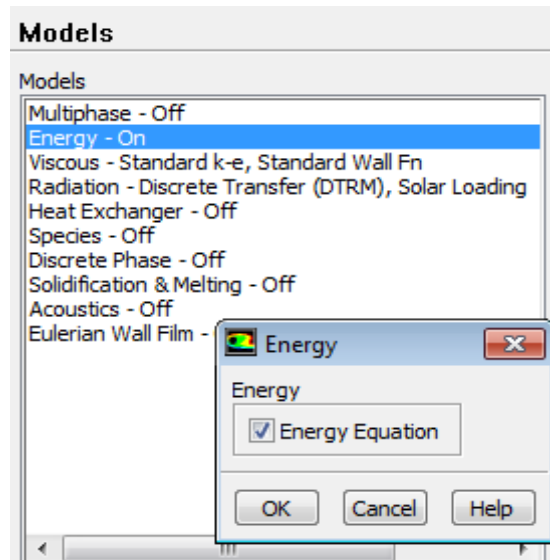 Models
Models
Multiphase - Off
Energy - On
Viscous - Standard k-e, Standard Wall Fn
Radiation - Discrete Transfer (DTRM), Solar Loading
Heat Exchanger - Off
Species - Off
Discrete Phase - Off
Solidification & Melting - Off
Acoustics - Off
Eulerian Wall Film -
Energy
Energy
Energy Equation
OK Cancel Help